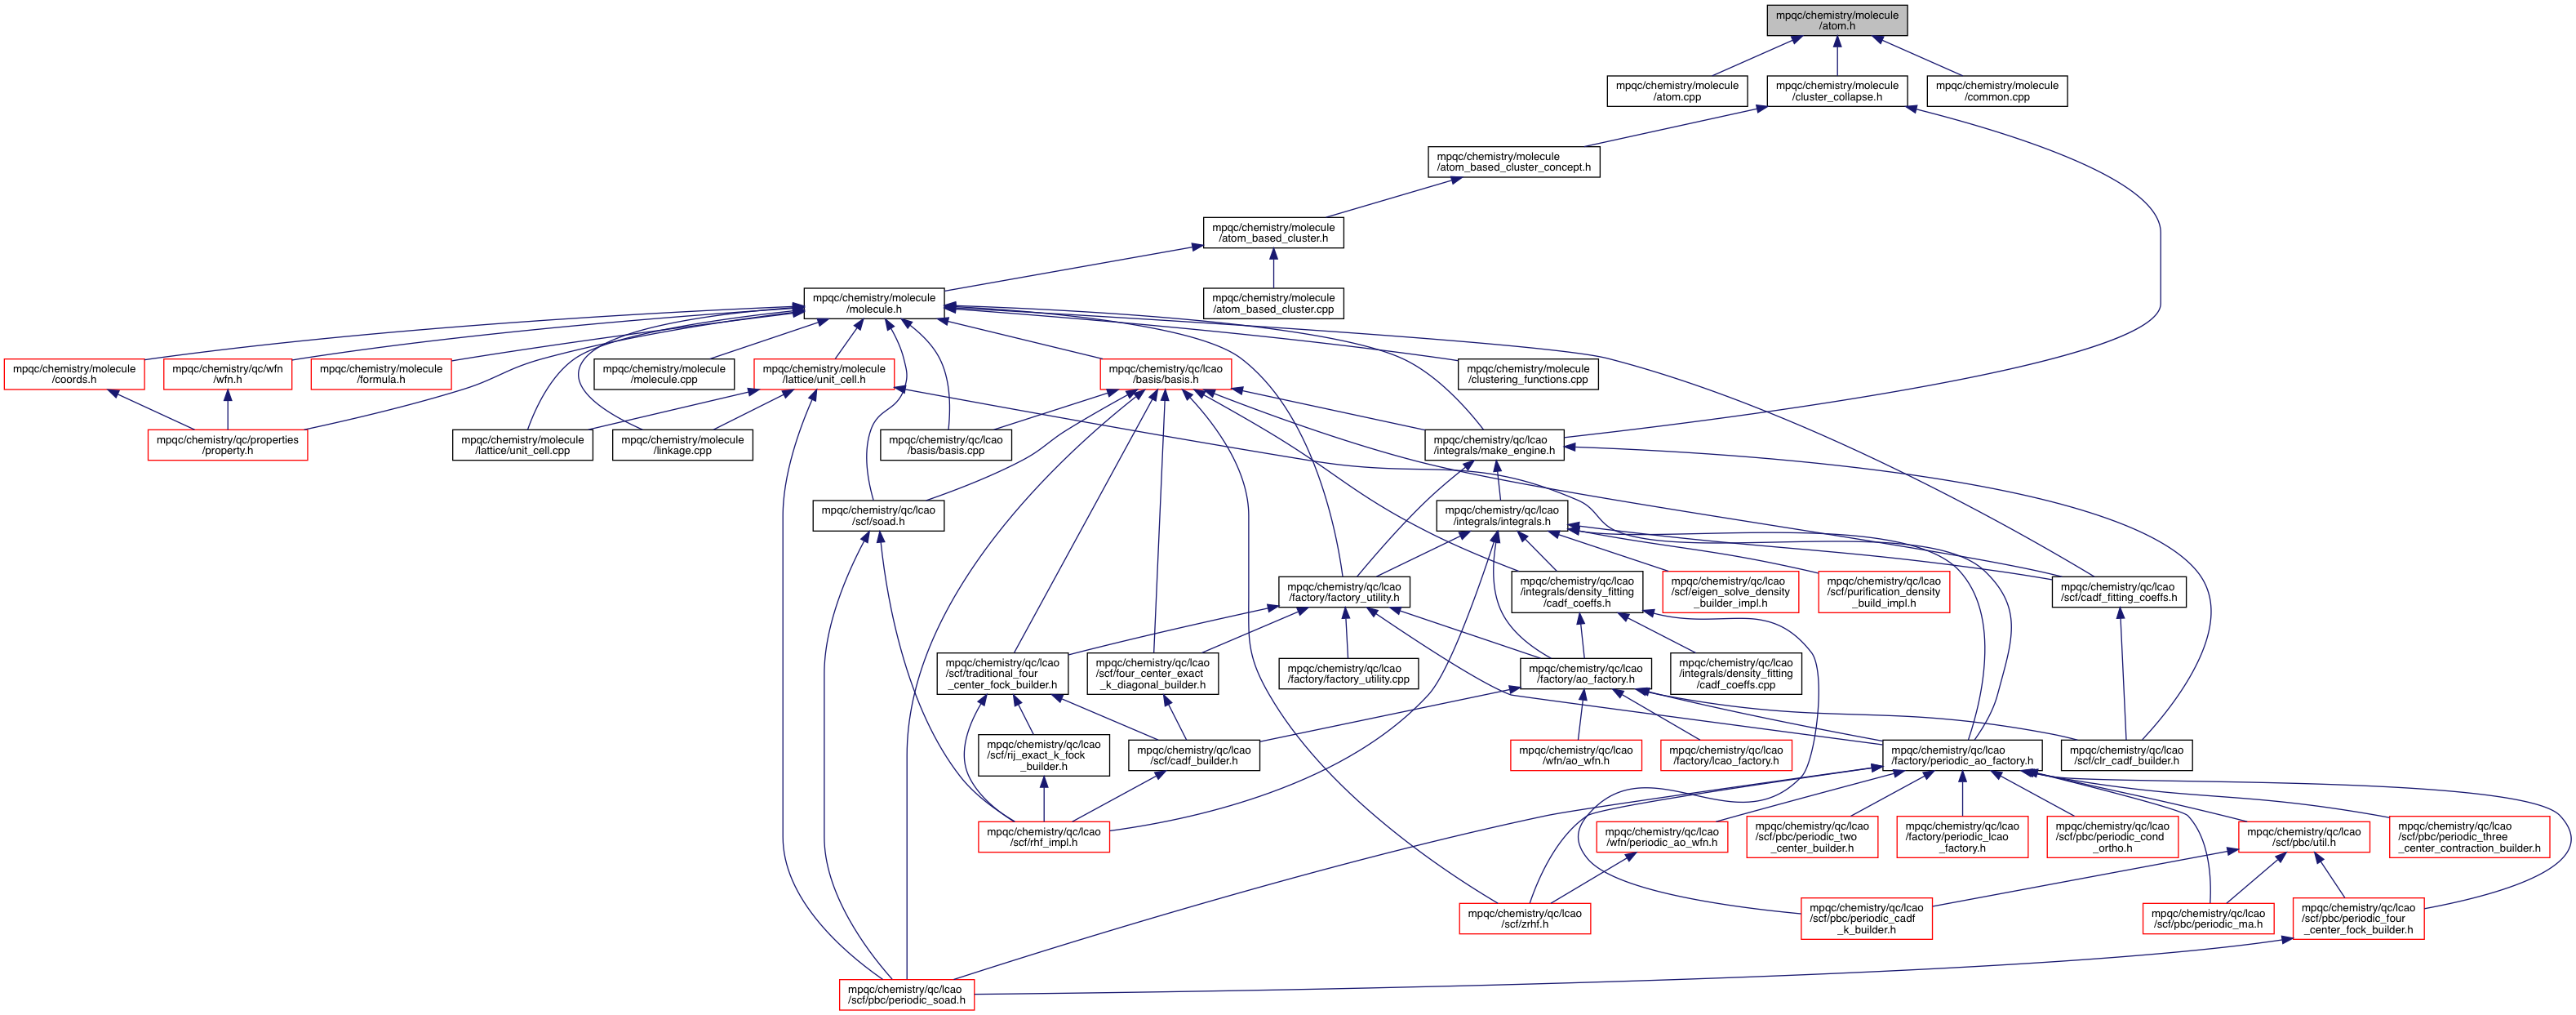 mpqc/chemistry/molecule
/atom.h
mpqc/chemistry/molecule
/atom.cpp
mpqc/chemistry/molecule
/cluster_collapse.h
mpqc/chemistry/molecule
/common.cpp
mpqc/chemistry/molecule
/atom_based_cluster_concept.h
mpqc/chemistry/molecule
/atom_based_cluster.h
mpqc/chemistry/molecule
/molecule.h
mpqc/chemistry/molecule
/atom_based_cluster.cpp
mpqc/chemistry/molecule
/coords.h
mpqc/chemistry/qc/wfn
/wfn.h
mpqc/chemistry/molecule
/formula.h
mpqc/chemistry/molecule
/molecule.cpp
mpqc/chemistry/molecule
/lattice/unit_cell.h
mpqc/chemistry/qc/lcao
/basis/basis.h
mpqc/chemistry/molecule
/clustering_functions.cpp
mpqc/chemistry/qc/properties
/property.h
mpqc/chemistry/molecule
/lattice/unit_cell.cpp
mpqc/chemistry/molecule
/linkage.cpp
mpqc/chemistry/qc/lcao
/basis/basis.cpp
mpqc/chemistry/qc/lcao
/integrals/make_engine.h
mpqc/chemistry/qc/lcao
/scf/soad.h
mpqc/chemistry/qc/lcao
/integrals/integrals.h
mpqc/chemistry/qc/lcao
/factory/factory_utility.h
mpqc/chemistry/qc/lcao
/integrals/density_fitting
/cadf_coeffs.h
mpqc/chemistry/qc/lcao
/scf/eigen_solve_density
_builder_impl.h
mpqc/chemistry/qc/lcao
/scf/purification_density
_build_impl.h
mpqc/chemistry/qc/lcao
/scf/cadf_fitting_coeffs.h
mpqc/chemistry/qc/lcao
/scf/traditional_four
_center_fock_builder.h
mpqc/chemistry/qc/lcao
/scf/four_center_exact
_k_diagonal_builder.h
mpqc/chemistry/qc/lcao
/factory/factory_utility.cpp
mpqc/chemistry/qc/lcao
/factory/ao_factory.h
mpqc/chemistry/qc/lcao
/integrals/density_fitting
/cadf_coeffs.cpp
mpqc/chemistry/qc/lcao
/scf/rij_exact_k_fock
_builder.h
mpqc/chemistry/qc/lcao
/scf/cadf_builder.h
mpqc/chemistry/qc/lcao
/wfn/ao_wfn.h
mpqc/chemistry/qc/lcao
/factory/lcao_factory.h
mpqc/chemistry/qc/lcao
/factory/periodic_ao_factory.h
mpqc/chemistry/qc/lcao
/scf/clr_cadf_builder.h
mpqc/chemistry/qc/lcao
/scf/rhf_impl.h
mpqc/chemistry/qc/lcao
/wfn/periodic_ao_wfn.h
mpqc/chemistry/qc/lcao
/scf/pbc/periodic_two
_center_builder.h
mpqc/chemistry/qc/lcao
/factory/periodic_lcao
_factory.h
mpqc/chemistry/qc/lcao
/scf/pbc/periodic_cond
_ortho.h
mpqc/chemistry/qc/lcao
/scf/pbc/util.h
mpqc/chemistry/qc/lcao
/scf/pbc/periodic_three
_center_contraction_builder.h
mpqc/chemistry/qc/lcao
/scf/zrhf.h
mpqc/chemistry/qc/lcao
/scf/pbc/periodic_cadf
_k_builder.h
mpqc/chemistry/qc/lcao
/scf/pbc/periodic_ma.h
mpqc/chemistry/qc/lcao
/scf/pbc/periodic_four
_center_fock_builder.h
mpqc/chemistry/qc/lcao
/scf/pbc/periodic_soad.h